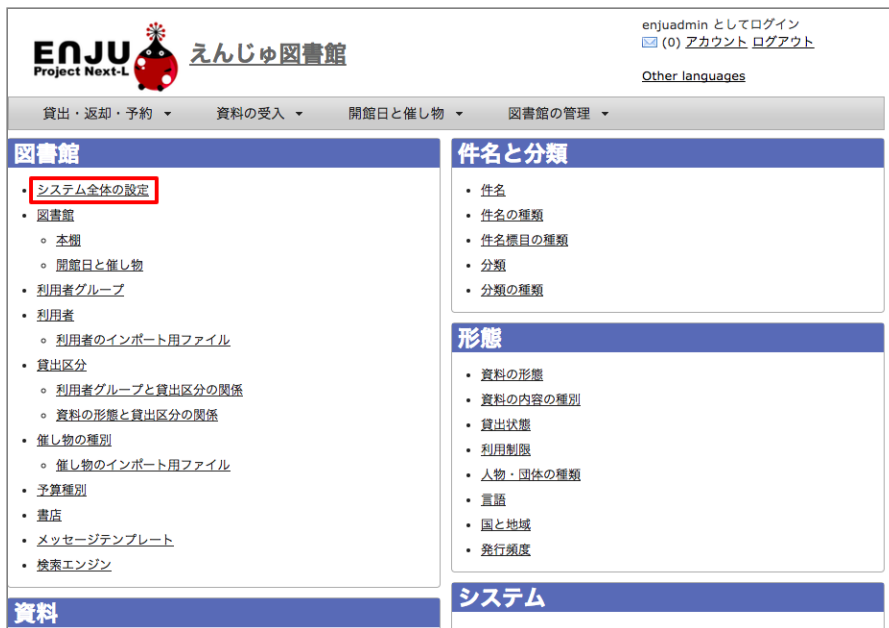 ENJU
Project Next-L
えんじゅ図書館
enjuadmin としてログイン
(0) アカウント ログアウト
Other languages
貸出・返却・予約 ▼ 資料の受入 ▼ 開館日と催し物 ▼ 図書館の管理 ▼
図書館
システム全体の設定
図書館
本棚
開館日と催し物
利用者グループ
利用者
利用者のインポート用ファイル
貸出区分
利用者グループと貸出区分の関係
資料の形態と貸出区分の関係
催し物の種別
催し物のインポート用ファイル
予算種別
書店
メッセージテンプレート
検索エンジン
資料
件名と分類
件名
件名の種類
件名標目の種類
分類
分類の種類
形態
資料の形態
資料の内容の種別
貸出状態
利用制限
人物・団体の種類
言語
国と地域
発行頻度
システム